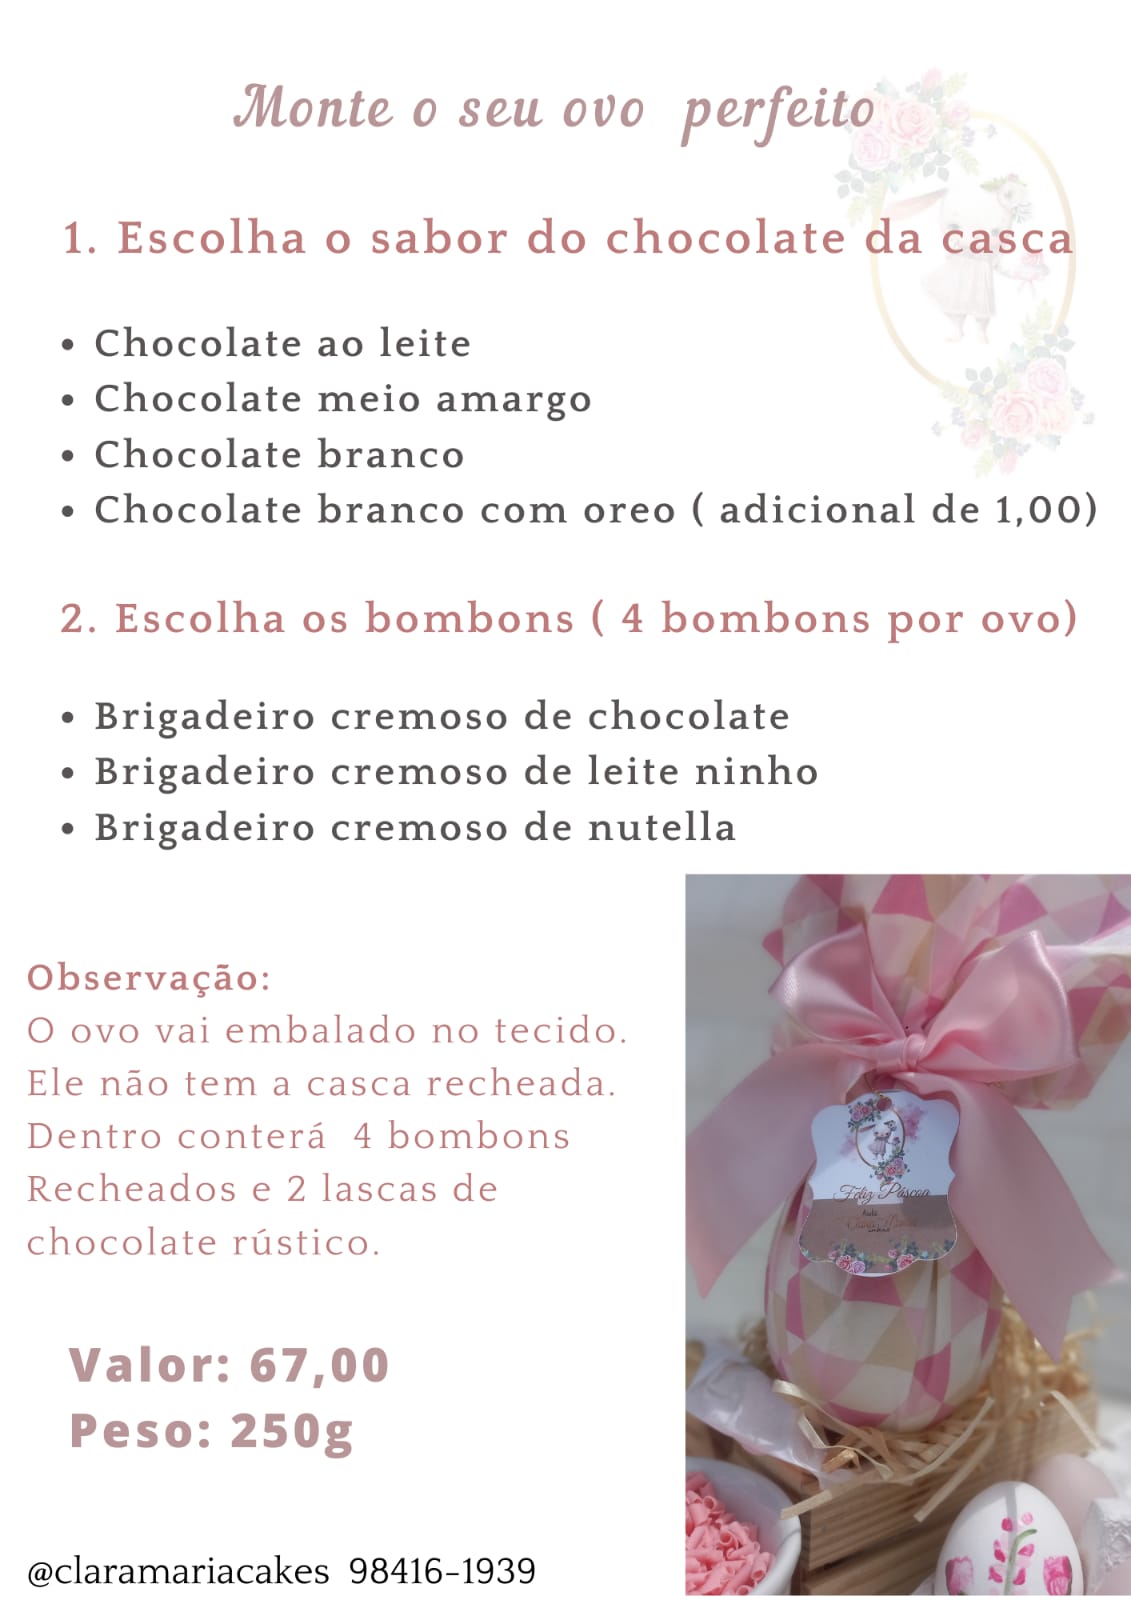 Monte o seu ovo perfeito
1. Escolha o sabor do chocolate da casca
• Chocolate ao leite
• Chocolate meio amargo
• Chocolate branco
• Chocolate branco com oreo ( adicional de 1,00)
2. Escolha os bombons ( 4 bombons por ovo)
• Brigadeiro cremoso de chocolate
• Brigadeiro cremoso de leite ninho
• Brigadeiro cremoso de nutella
Observação:
O ovo vai embalado no tecido.
Ele não tem a casca recheada.
Dentro conterá 4 bombons
Recheados e 2 lascas de
chocolate rústico.
Feliz Páscoa
Valor: 67,00
Peso: 250g
@claramariacakes 98416-1939